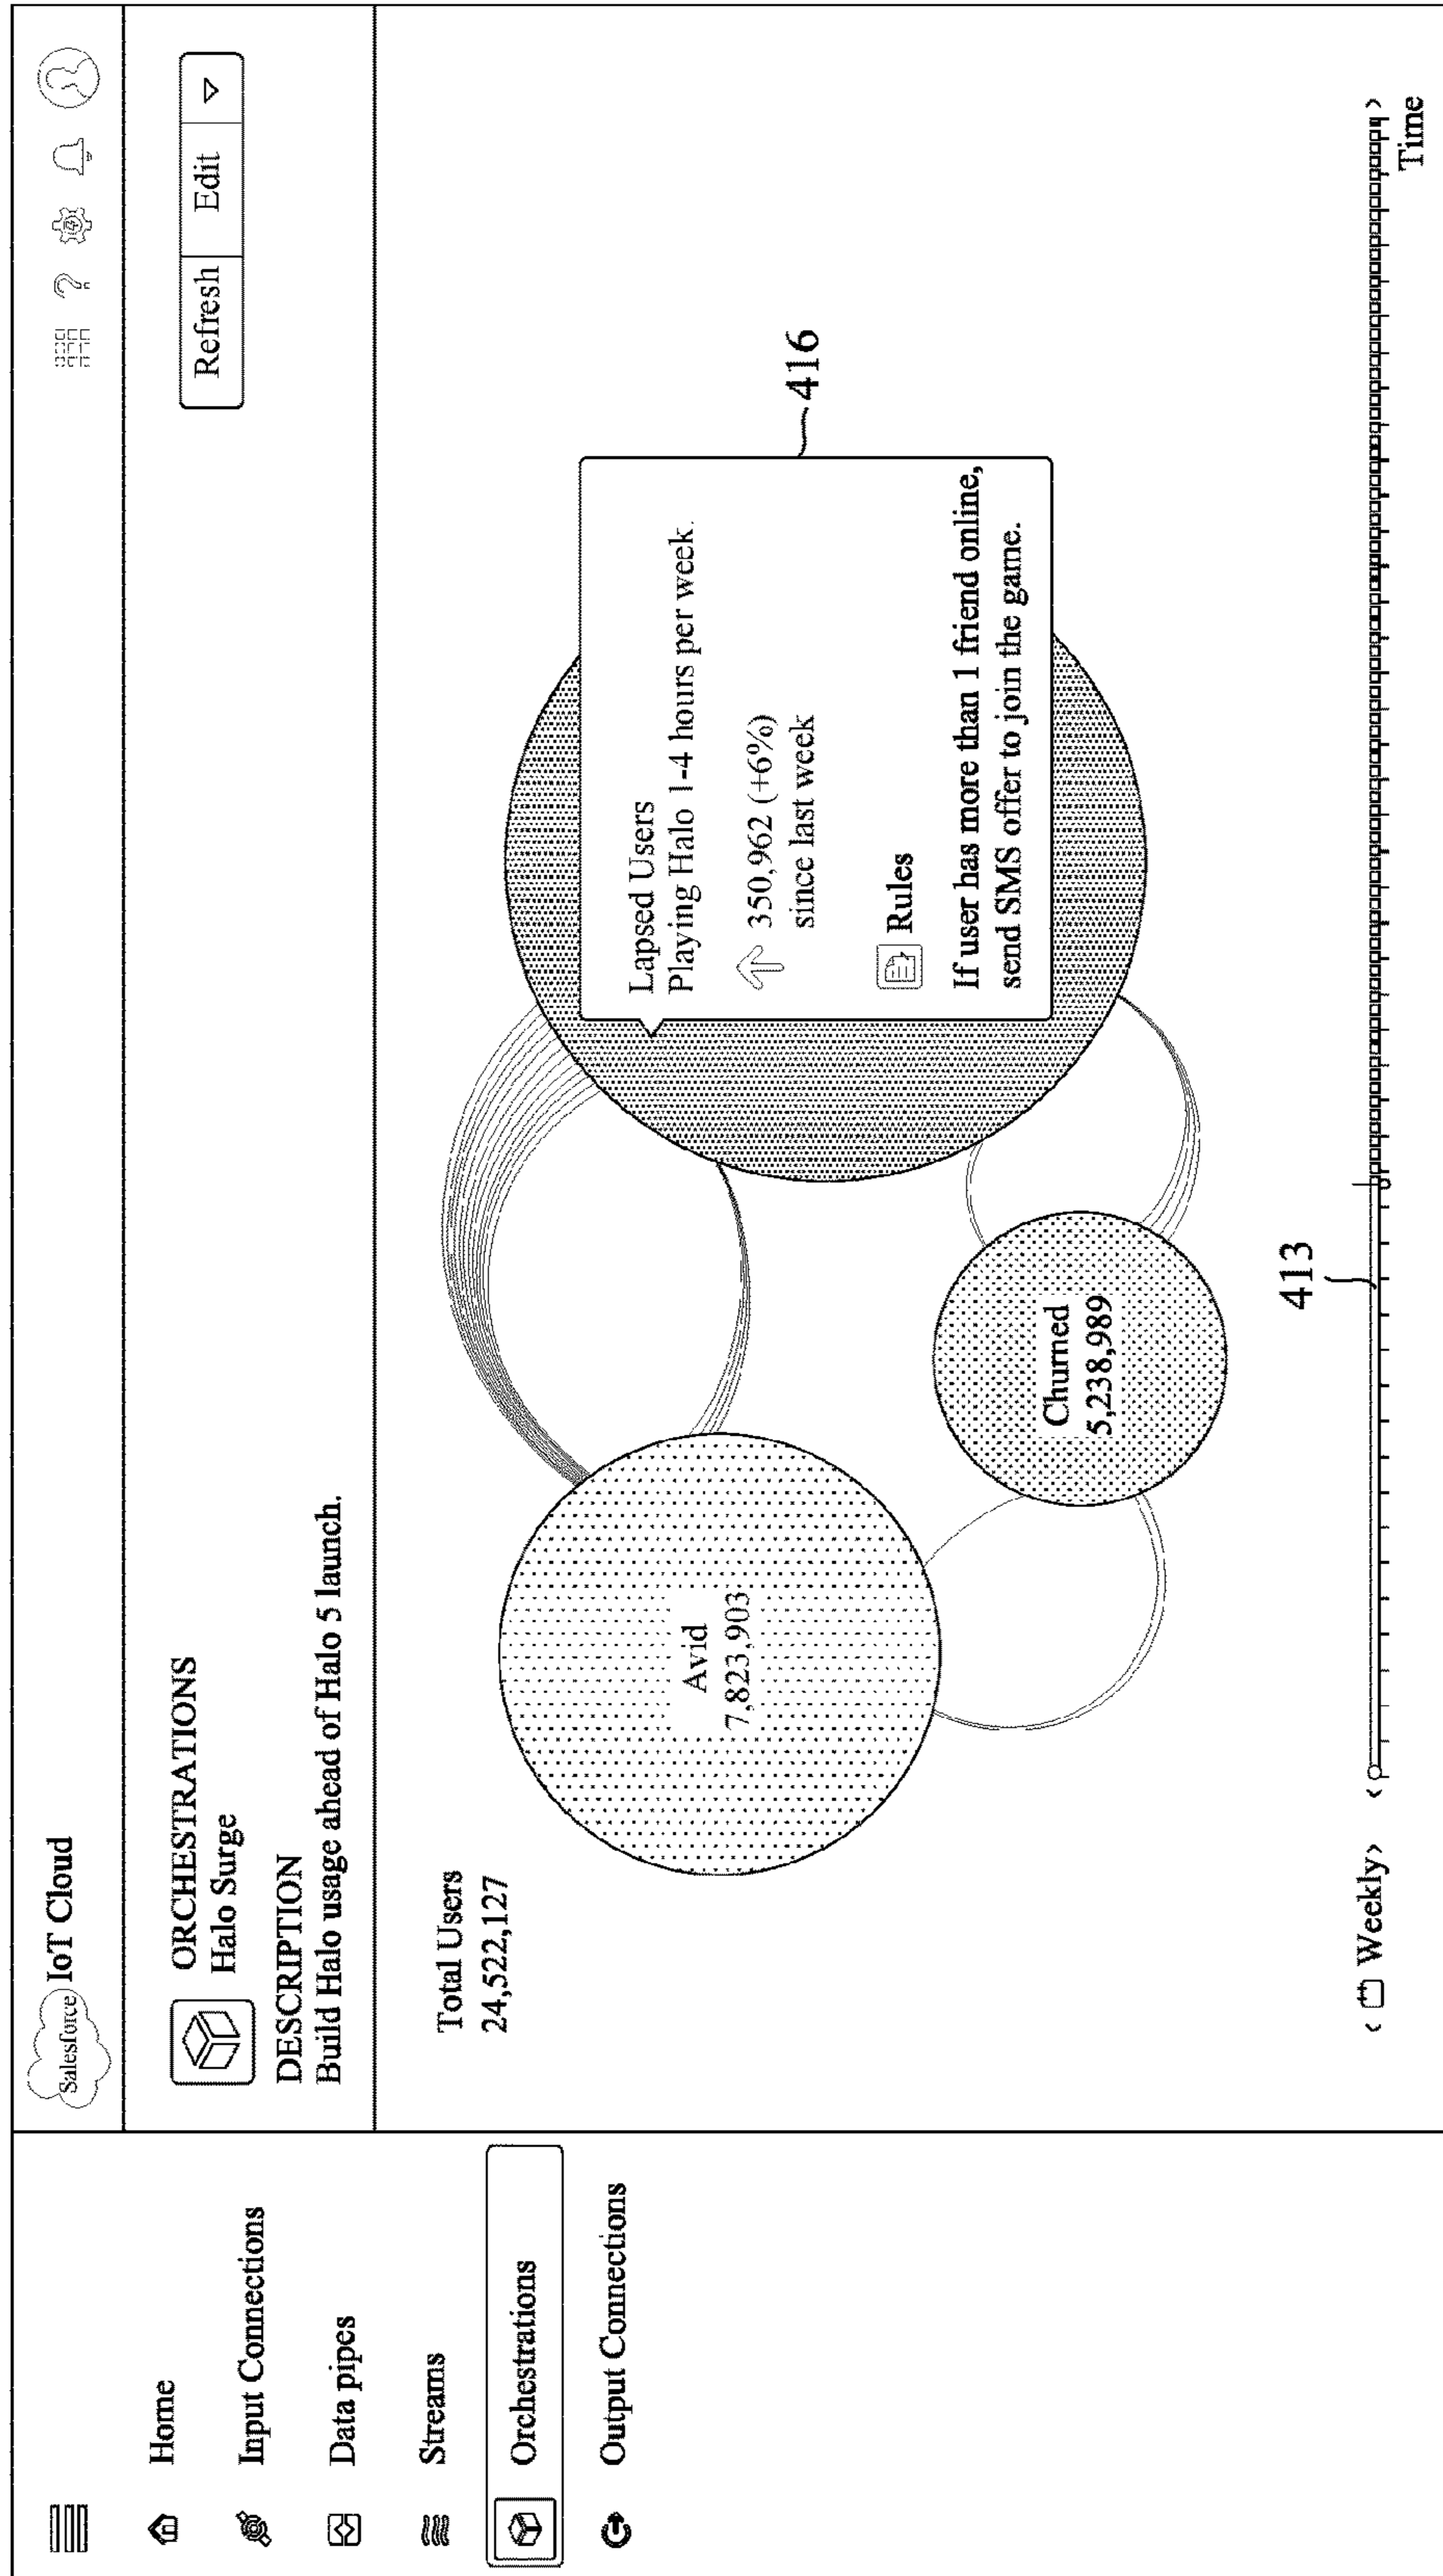 Salesforce IoT Cloud
Home
Input Connections
Data pipes
Streams
Orchestrations
Output Connections
ORCHESTRATIONS
Halo Surge
DESCRIPTION
Build Halo usage ahead of Halo 5 launch.
Refresh Edit
Total Users
24,522,127
Avid
7,823,903
Churned
5,238,989
Lapsed Users
Playing Halo 1-4 hours per week.
350,962 (+6%)
since last week
Rules
If user has more than 1 friend online,
send SMS offer to join the game.
416
413
< Weekly>
Time